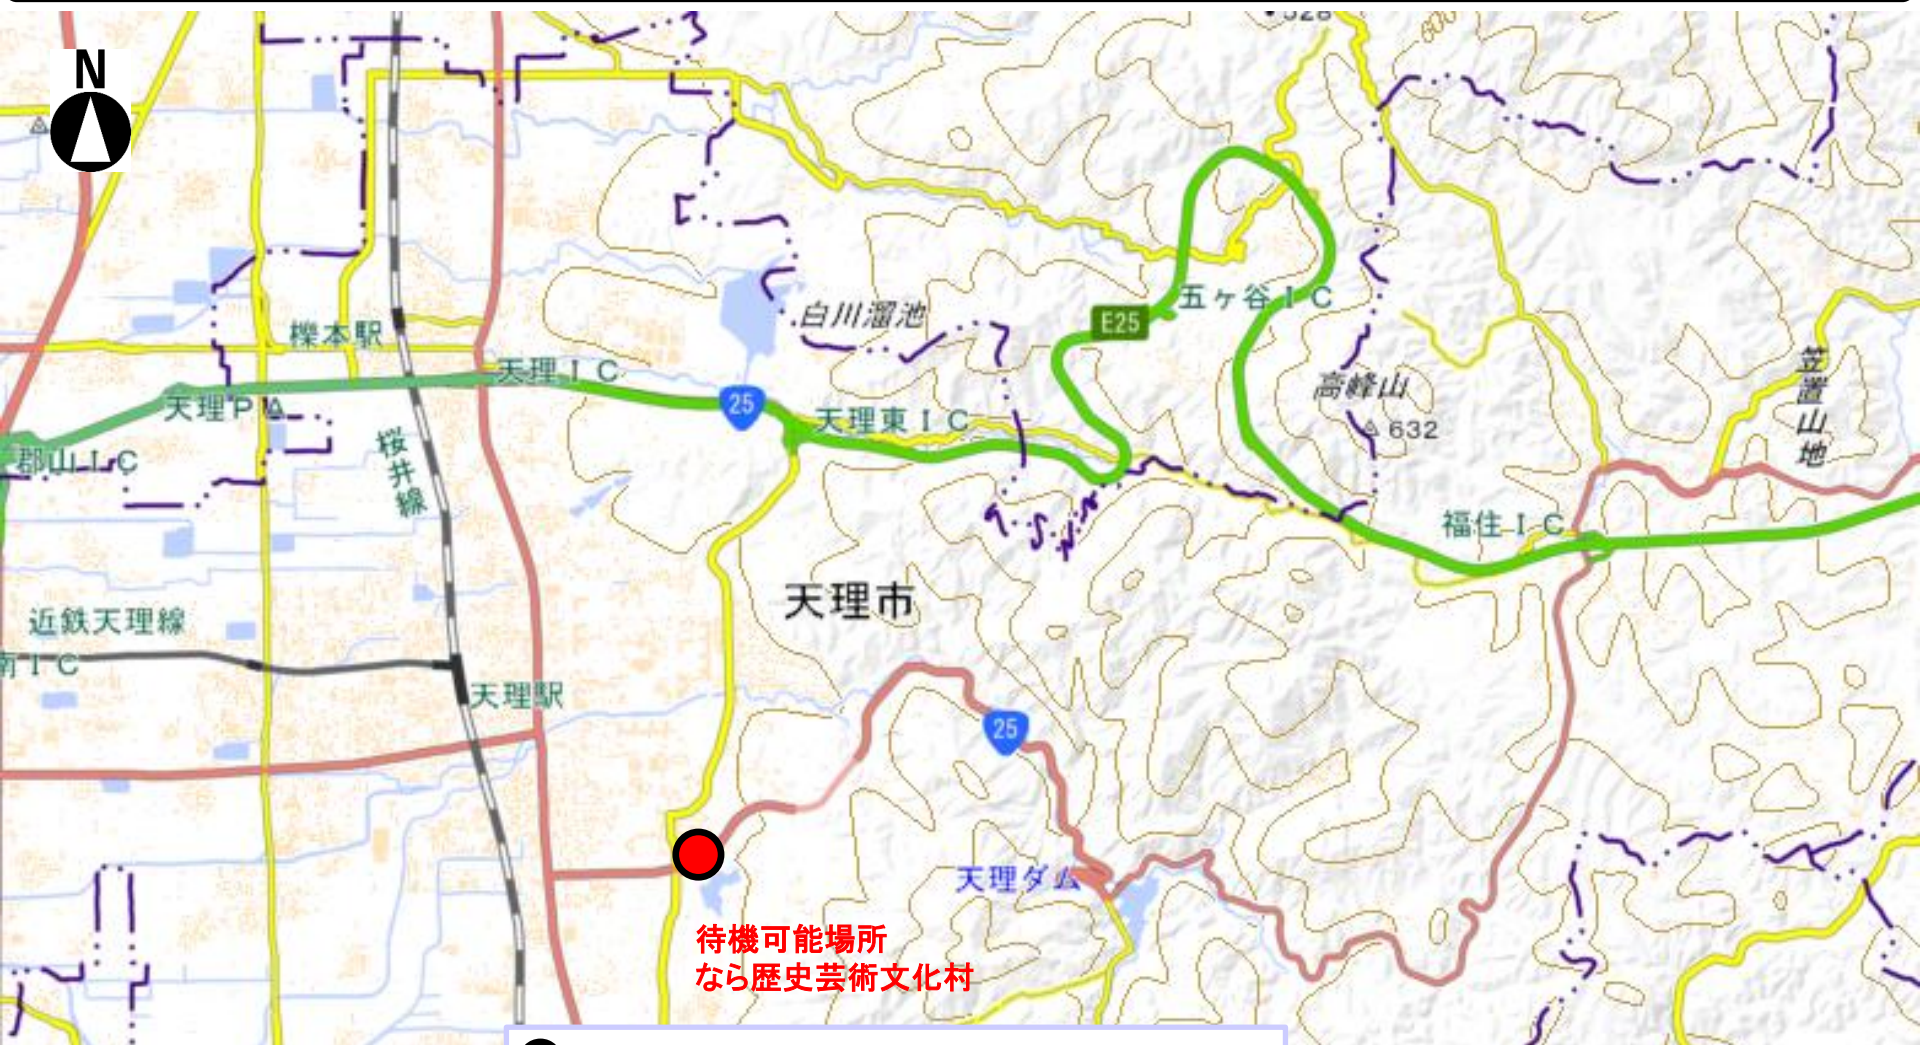 N
528
600
櫟本駅
白川溜池
E25
五ヶ谷ＩＣ
天理ＩＣ
25
天理ＰＡ
天理東ＩＣ
高峰山
632
笠置山地
郡山ＩＣ
桜井線
福住ＩＣ
天理市
近鉄天理線
南ＩＣ
天理駅
25
天理ダム
待機可能場所
なら歴史芸術文化村